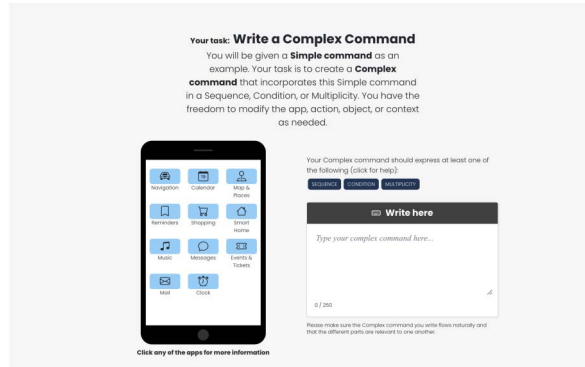 Your task: Write a Complex Command
You will be given a Simple command as an
example. Your task is to create a Complex
command that incorporates this Simple command
in a Sequence, Condition, or Multiplicity. You have the
freedom to modify the app, action, object, or context
as needed.
Navigation
Calendar
Map &
Places
Reminders
Shopping
Smart
Home
Music
Messages
Events &
Tickets
Mail
Clock
Click any of the apps for more information
Your Complex command should express at least one of
the following (click for help):
SEQUENCE CONDITION MULTIPLICITY
Write here
Type your complex command here...
0 / 250
Please make sure the Complex command you write flows naturally and
that the different parts are relevant to one another.